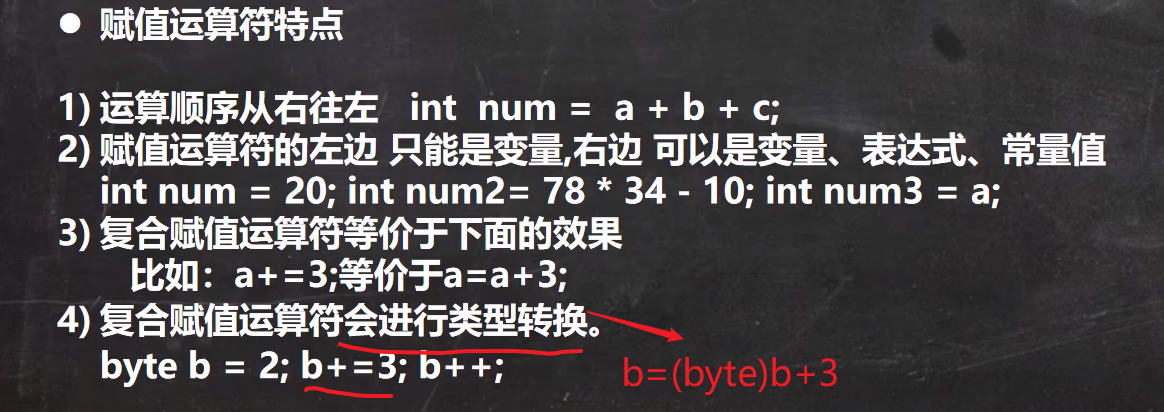 ● 赋值运算符特点
1) 运算顺序从右往左 int num = a + b + c;
2) 赋值运算符的左边 只能是变量,右边 可以是变量、表达式、常量值
int num = 20; int num2= 78 * 34 - 10; int num3 = a;
3) 复合赋值运算符等价于下面的效果
比如：a+=3;等价于a=a+3;
4) 复合赋值运算符会进行类型转换。
byte b = 2; b+=3; b++;
b=(byte)b+3